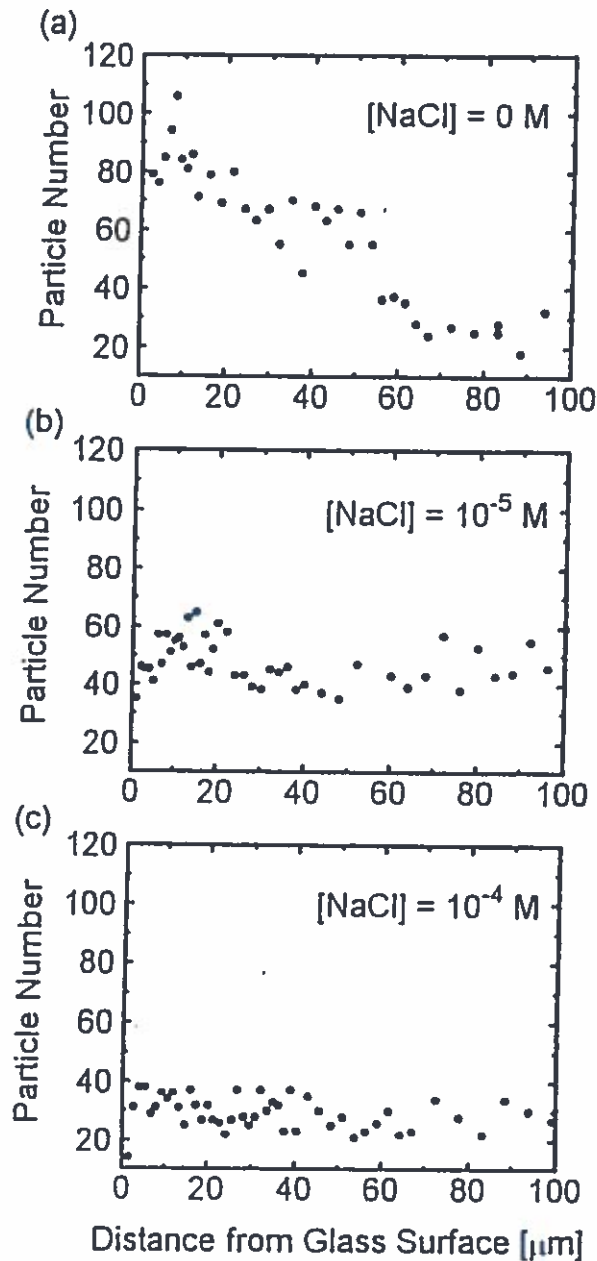 (a)
120
100
80
60
40
20
Particle Number
[NaCl] = 0 M
0 20 40 60 80 100
(b)
120
100
80
60
40
20
Particle Number
[NaCl] = 10⁻⁵ M
0 20 40 60 80 100
(c)
120
100
80
60
40
20
Particle Number
[NaCl] = 10⁻⁴ M
0 20 40 60 80 100
Distance from Glass Surface [μm]